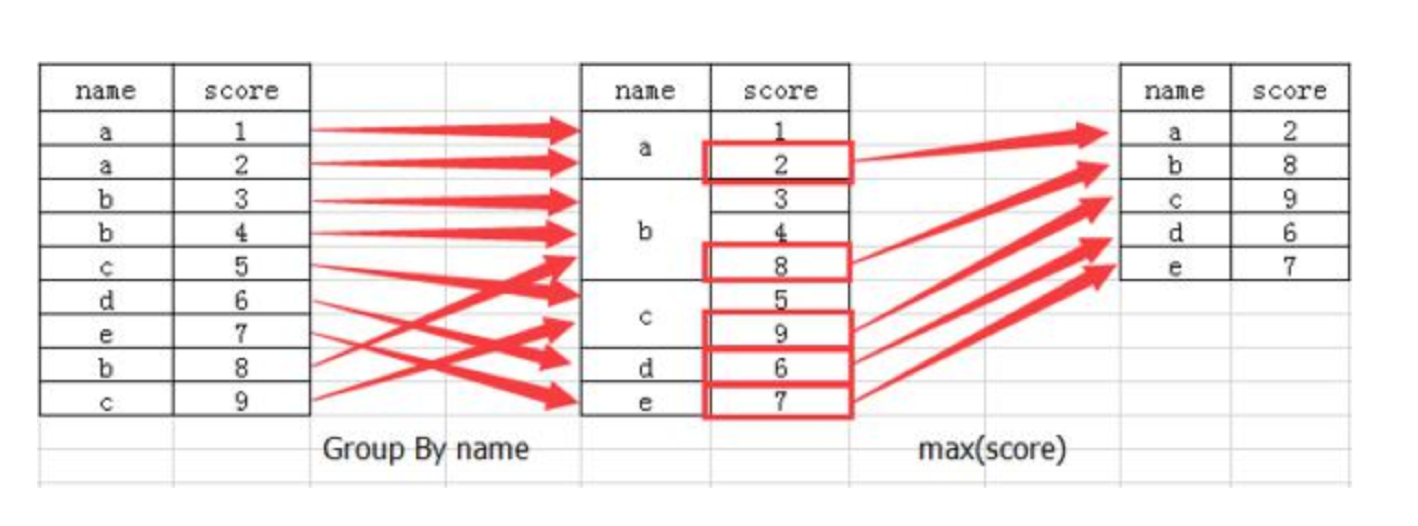 name score name score name score
a 1 a 1 a 2
a 2 2 b 8
b 3 b 3 c 9
b 4 4 d 6
c 5 8 e 7
d 6 c 5
e 7 9
b 8 d 6
c 9 e 7
Group By name max(score)